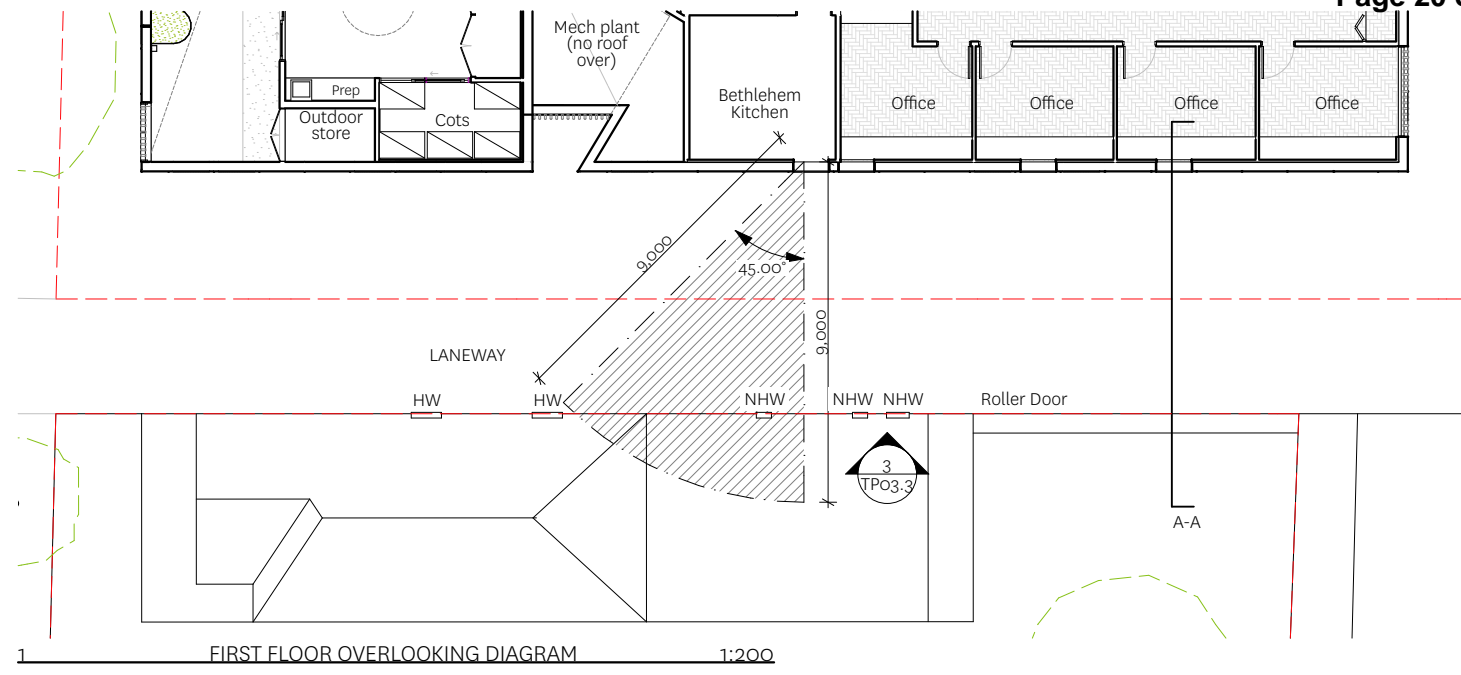 Page 20
Mech plant
(no roof
over)
Prep
Outdoor
store
Cots
Bethlehem
Kitchen
Office
Office
Office
Office
9,000
45.00°
9,000
LANEWAY
HW
HW
NHW
NHW
NHW
Roller Door
3
TP03.3
A-A
1
FIRST FLOOR OVERLOOKING DIAGRAM
1:200